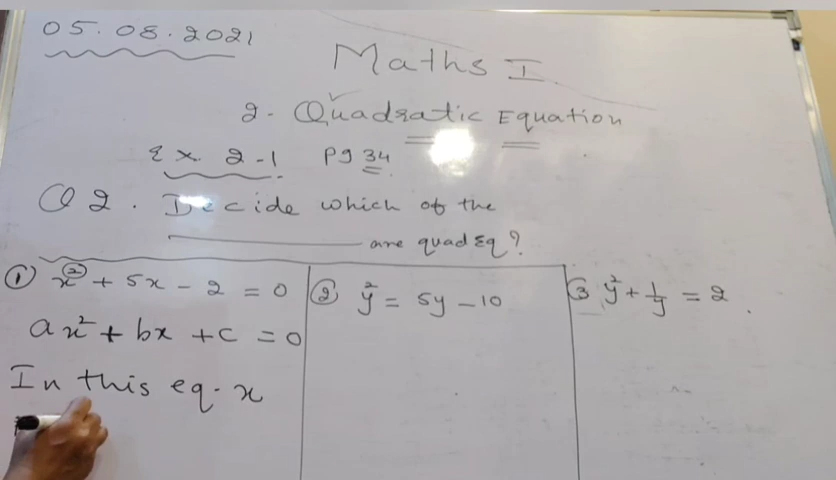 05.08.2021
Maths I
2. Quadratic Equation
Ex. 2-1 Pg 34
Q2. Decide which of the
are quad Eq?
① x² + 5x - 2 = 0
ax² + bx + c = 0
In this eq. x
② y² = 5y - 10
③ y² + 1/y = 2